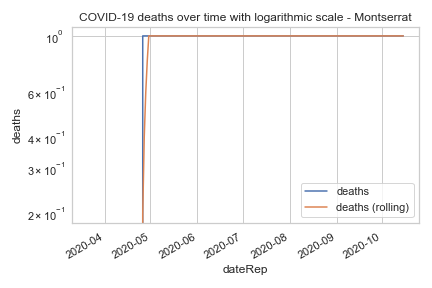 COVID-19 deaths over time with logarithmic scale - Montserrat
10⁰
6 × 10⁻¹
4 × 10⁻¹
3 × 10⁻¹
2 × 10⁻¹
deaths
deaths
deaths (rolling)
2020-04
2020-05
2020-06
2020-07
2020-08
2020-09
2020-10
dateRep